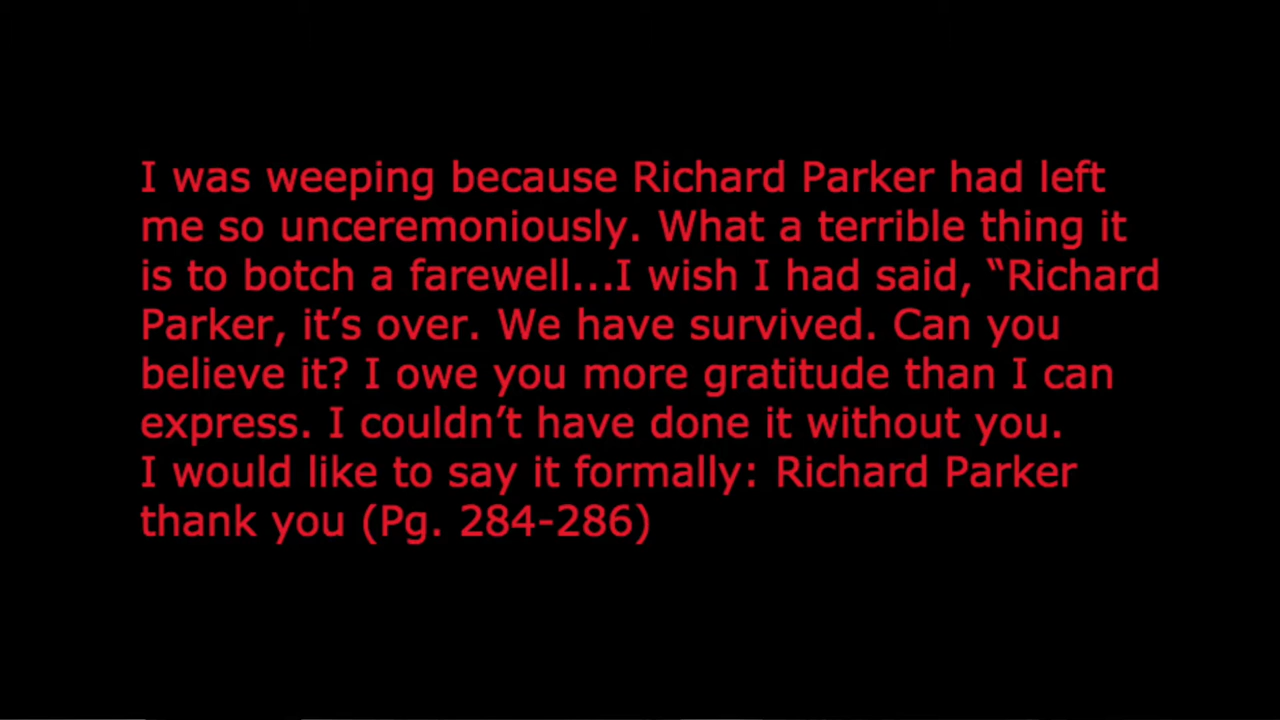 I was weeping because Richard Parker had left
me so unceremoniously. What a terrible thing it
is to botch a farewell...I wish I had said, “Richard
Parker, it’s over. We have survived. Can you
believe it? I owe you more gratitude than I can
express. I couldn’t have done it without you.
I would like to say it formally: Richard Parker
thank you (Pg. 284-286)